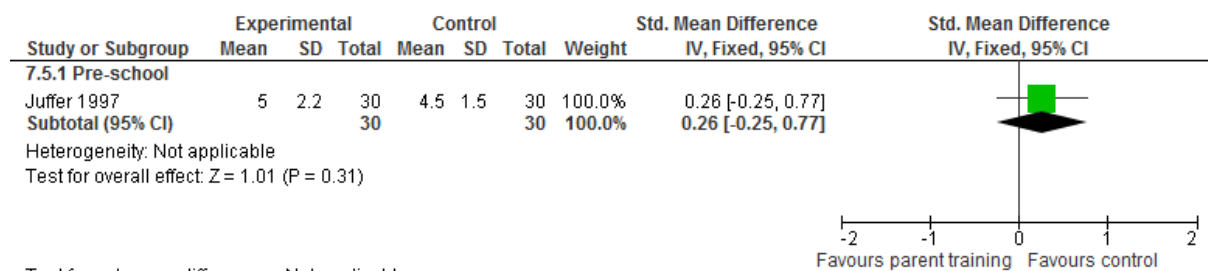 Experimental Control Std. Mean Difference Std. Mean Difference
Study or Subgroup Mean SD Total Mean SD Total Weight IV, Fixed, 95% CI IV, Fixed, 95% CI
7.5.1 Pre-school
Juffer 1997 5 2.2 30 4.5 1.5 30 100.0% 0.26 [-0.25, 0.77]
Subtotal (95% CI) 30 30 100.0% 0.26 [-0.25, 0.77]
Heterogeneity: Not applicable
Test for overall effect: Z = 1.01 (P = 0.31)
-2 -1 0 1 2
Favours parent training Favours control